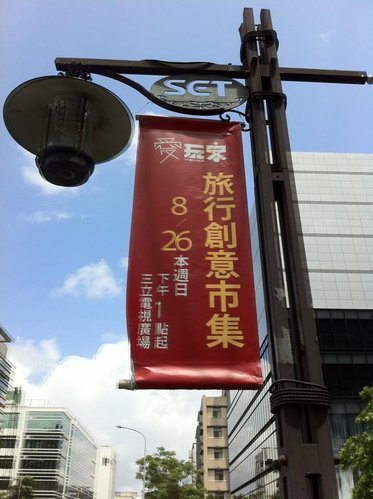 SET
愛玩家
旅行創意市集
8
26
本週日
下午1點起
三立電視廣場